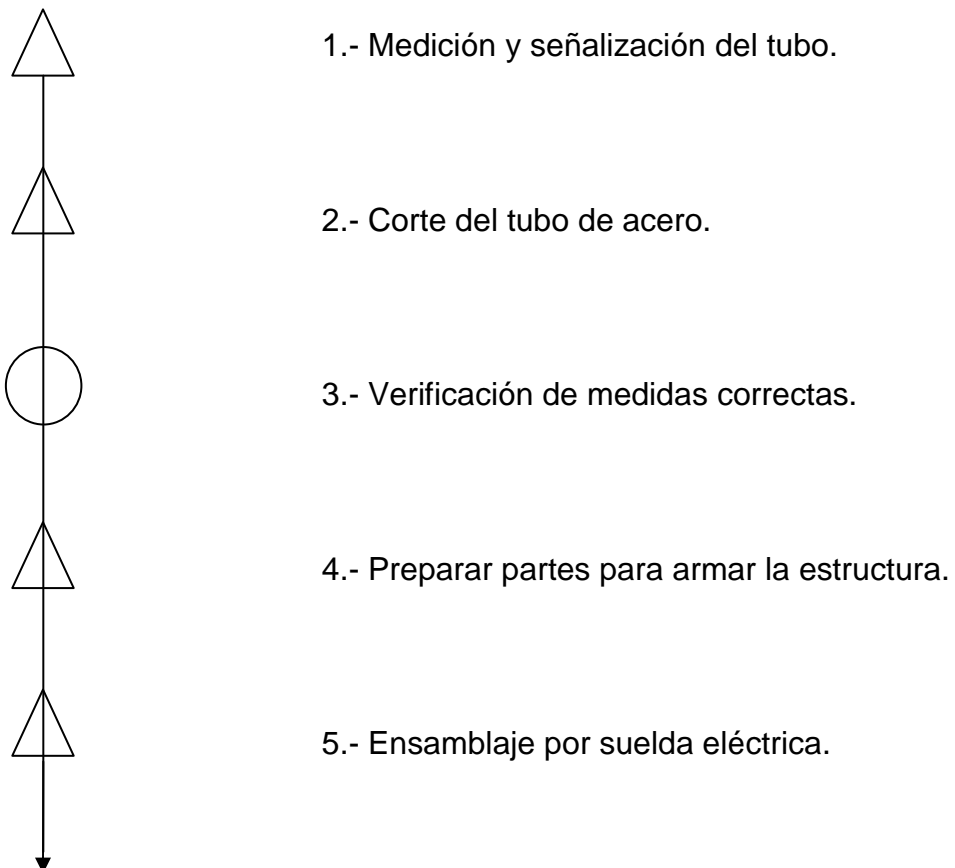 1.- Medición y señalización del tubo.
2.- Corte del tubo de acero.
3.- Verificación de medidas correctas.
4.- Preparar partes para armar la estructura.
5.- Ensamblaje por suelda eléctrica.